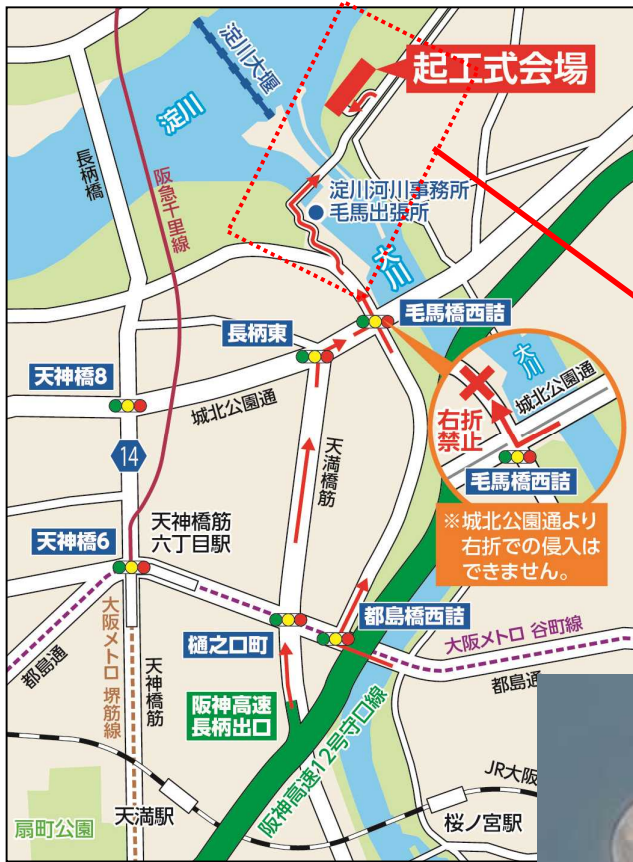 淀川大堰
起工式会場
淀川
長柄橋
阪急千里線
淀川河川事務所
毛馬出張所
大川
毛馬橋西詰
長柄東
天神橋8
城北公園通
大川
城北公園通
右折
禁止
毛馬橋西詰
14
天満橋筋
※城北公園通より
右折での侵入は
できません。
天神橋6
天神橋筋
六丁目駅
樋之口町
都島橋西詰
大阪メトロ 谷町線
都島通
都島通
大阪メトロ 堺筋線
天神橋筋
阪神高速
長柄出口
阪神高速12号守口線
JR大阪
扇町公園
天満駅
桜ノ宮駅